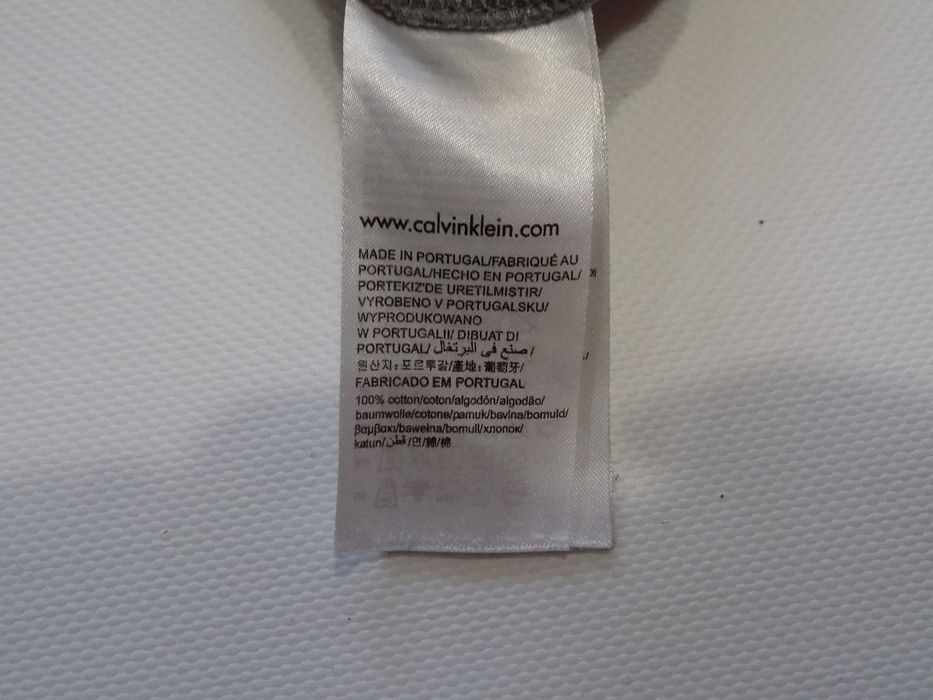 www.calvinklein.com
MADE IN PORTUGAL/FABRIQUÉ AU
PORTUGAL/HECHO EN PORTUGAL/
PORTEKIZ'DE URETILMISTIR/
VYROBENO V PORTUGALSKU/
WYPRODUKOWANO
W PORTUGALII/ DIBUAT DI
PORTUGAL/ صنع في البرتغال /
원산지: 포르투갈/產地: 葡萄牙/
FABRICADO EM PORTUGAL
100% cotton/coton/algodón/algodão/
baumwolle/cotone/pamuk/bavlna/bomuld/
βαμβακι/bawełna/bomull/хлопок/
katun/قطن/면/綿/棉